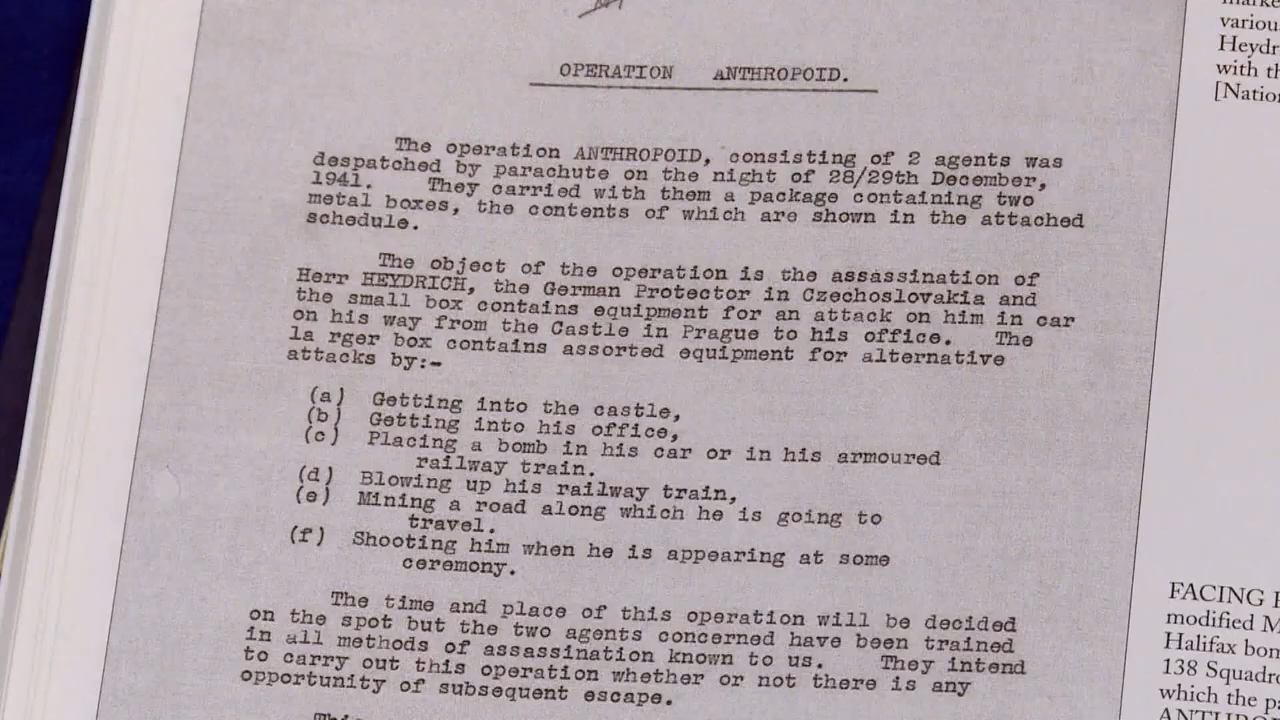 OPERATION ANTHROPOID.
The operation ANTHROPOID, consisting of 2 agents was
despatched by parachute on the night of 28/29th December,
1941. They carried with them a package containing two
metal boxes, the contents of which are shown in the attached
schedule.
The object of the operation is the assassination of
Herr HEYDRICH, the German Protector in Czechoslovakia and
the small box contains equipment for an attack on him in car
on his way from the Castle in Prague to his office. The
la rger box contains assorted equipment for alternative
attacks by:-
(a) Getting into the castle,
(b) Getting into his office,
(c) Placing a bomb in his car or in his armoured
railway train.
(d) Blowing up his railway train,
(e) Mining a road along which he is going to
travel.
(f) Shooting him when he is appearing at some
ceremony.
The time and place of this operation will be decided
on the spot but the two agents concerned have been trained
in all methods of assassination known to us. They intend
to carry out this operation whether or not there is any
opportunity of subsequent escape.
variou
Heydr
with th
[Natio
FACING
modified M
Halifax bom
138 Squadro
which the p